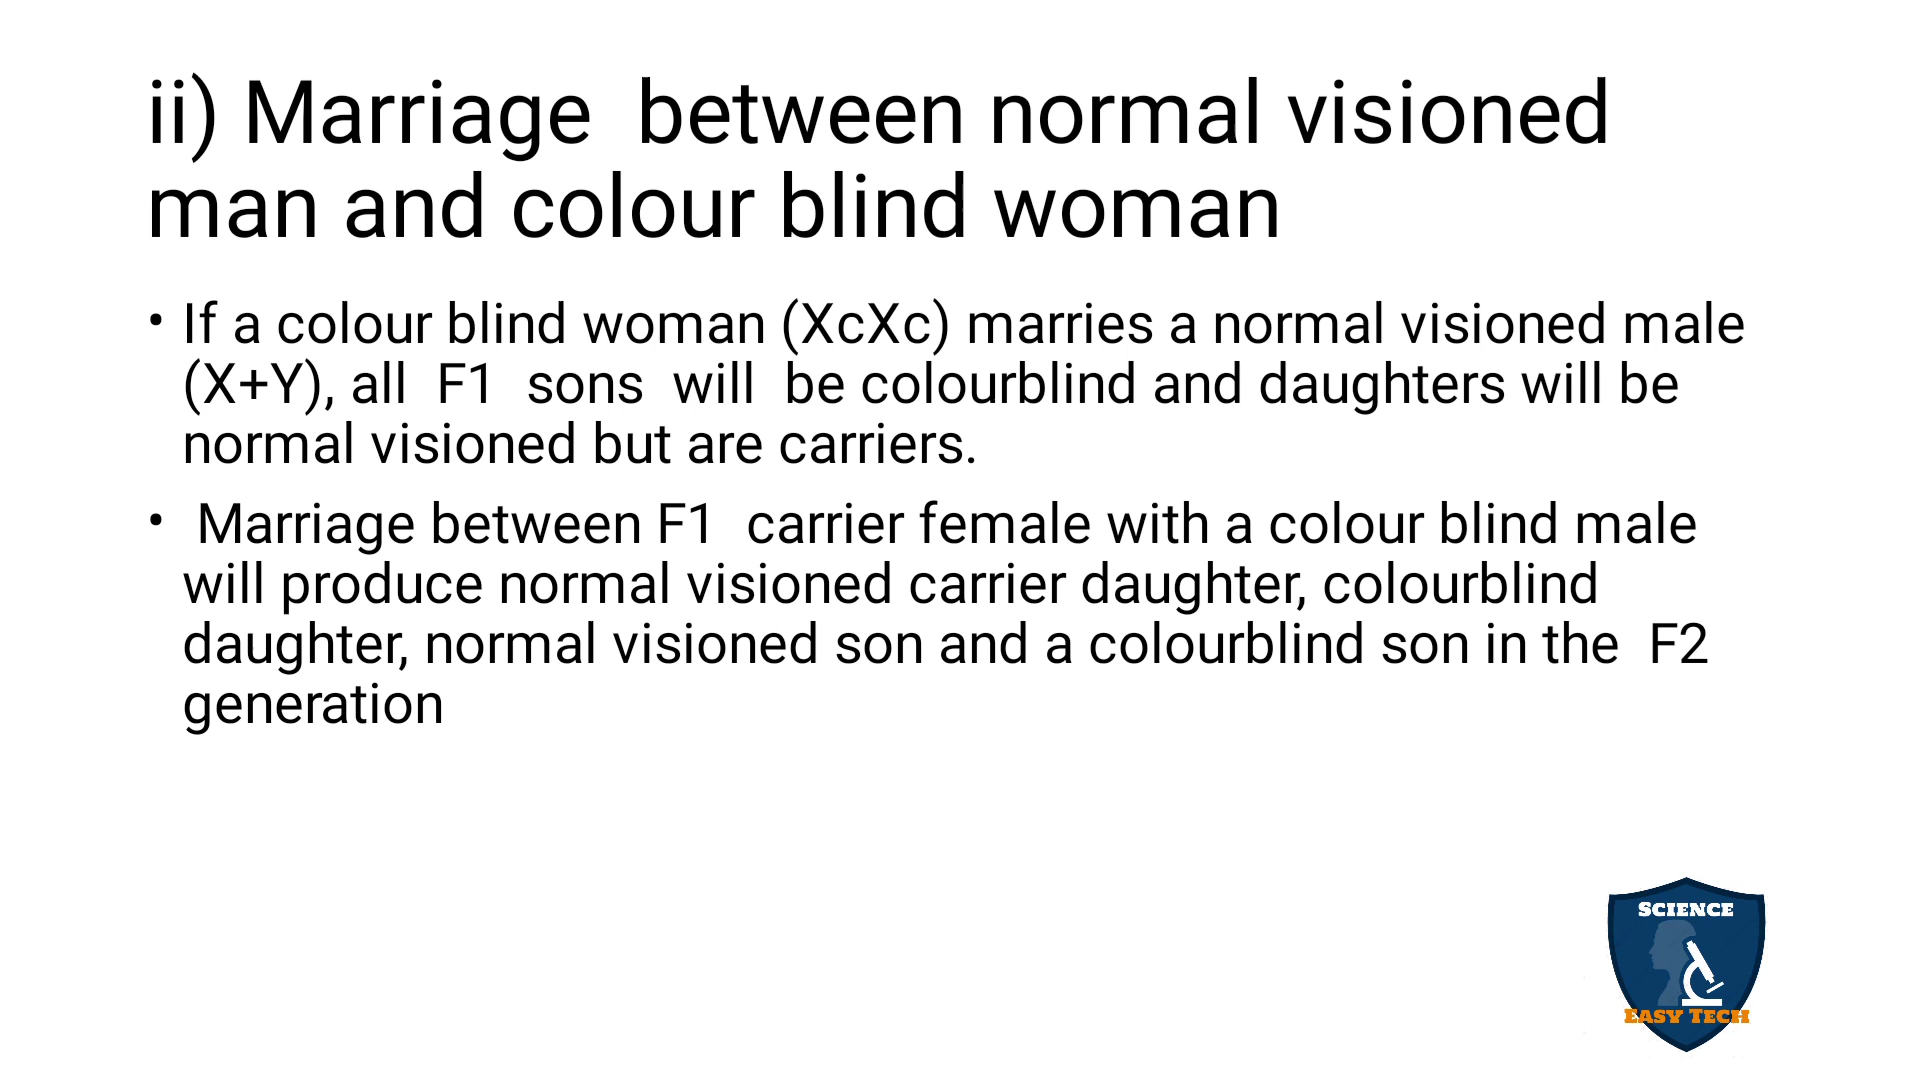 ii) Marriage  between normal visioned
man and colour blind woman
• If a colour blind woman (XcXc) marries a normal visioned male
(X+Y), all  F1  sons  will  be colourblind and daughters will be
normal visioned but are carriers.
•  Marriage between F1  carrier female with a colour blind male
will produce normal visioned carrier daughter, colourblind
daughter, normal visioned son and a colourblind son in the  F2
generation
SCIENCE
EASY TECH